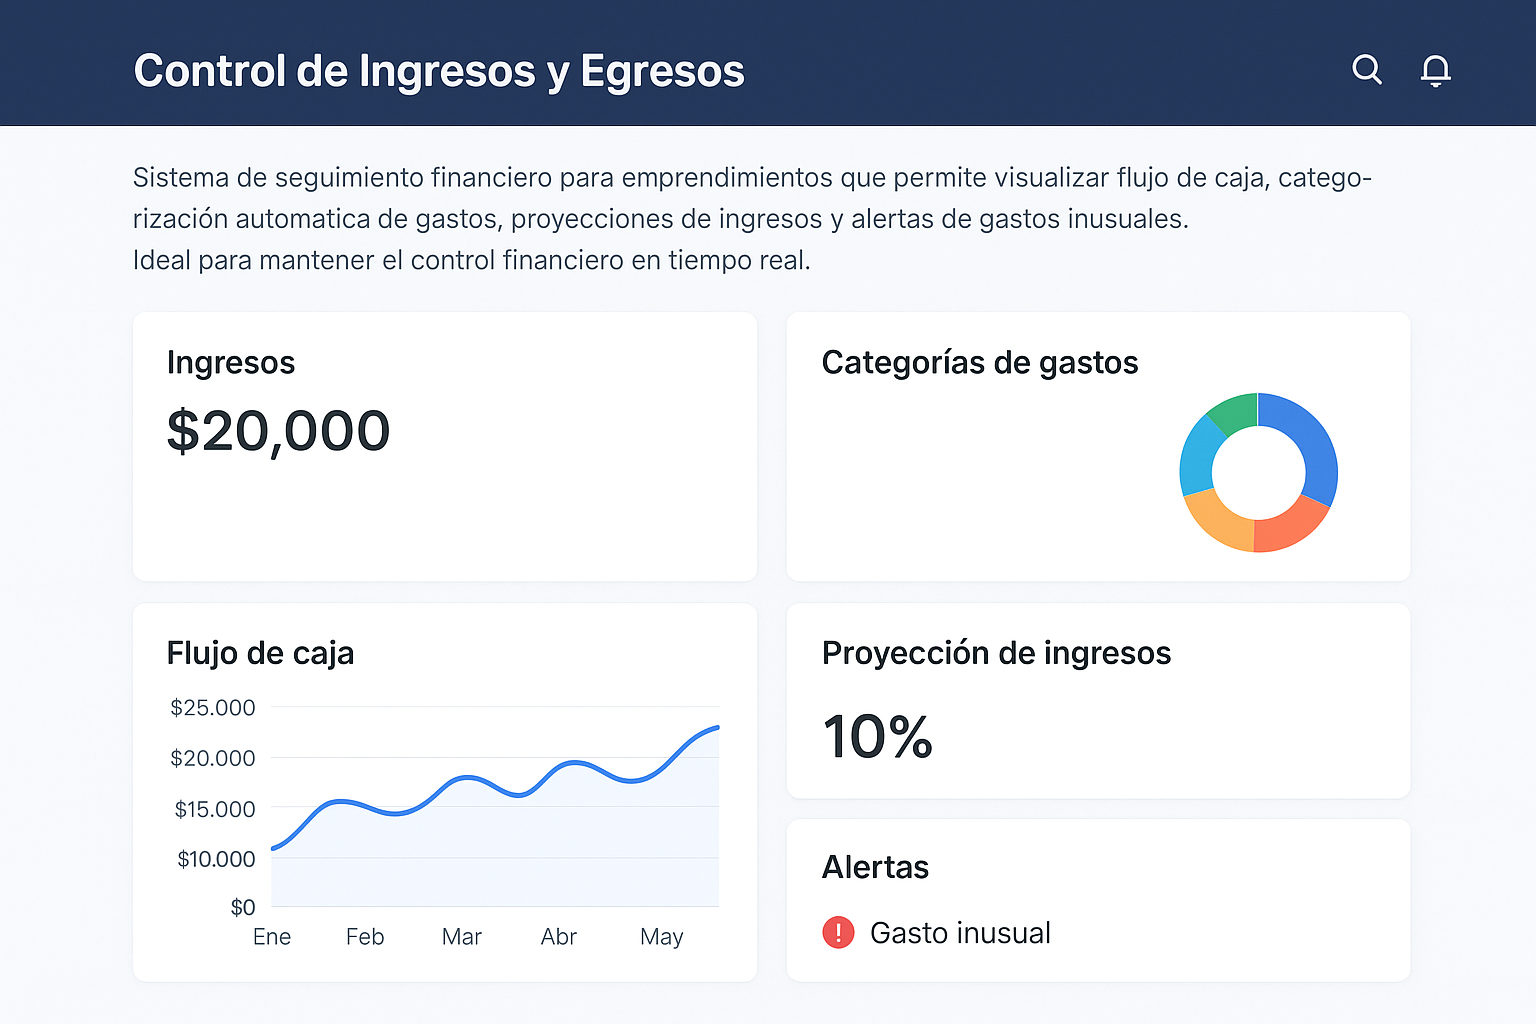 Control de Ingresos y Egresos
Sistema de seguimiento financiero para emprendimientos que permite visualizar flujo de caja, catego-
rización automatica de gastos, proyecciones de ingresos y alertas de gastos inusuales.
Ideal para mantener el control financiero en tiempo real.
Ingresos
$20,000
Categorías de gastos
Flujo de caja
$25.000
$20.000
$15.000
$10.000
$0
Ene Feb Mar Abr May
Proyección de ingresos
10%
Alertas
! Gasto inusual